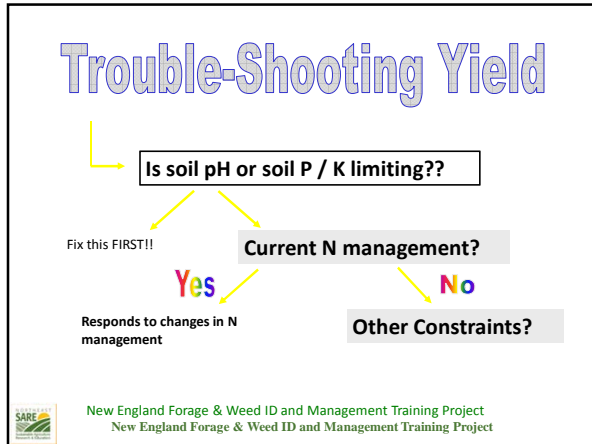 Trouble-Shooting Yield
Is soil pH or soil P / K limiting??
Fix this FIRST!!
Current N management?
Yes
No
Responds to changes in N
management
Other Constraints?
NORTHEAST
SARE
New England Forage & Weed ID and Management Training Project
New England Forage & Weed ID and Management Training Project